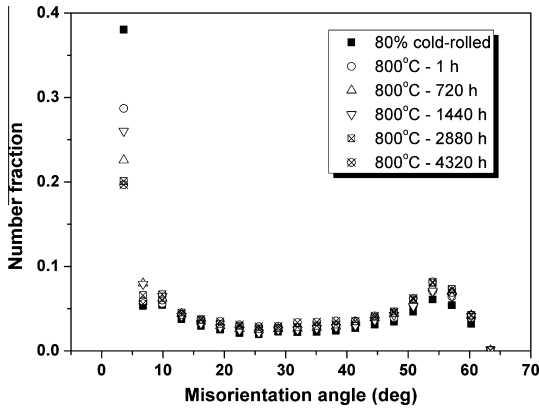 0.4
0.3
0.2
0.1
0.0
0 10 20 30 40 50 60 70
Number fraction
Misorientation angle (deg)
80% cold-rolled
800°C - 1 h
800°C - 720 h
800°C - 1440 h
800°C - 2880 h
800°C - 4320 h